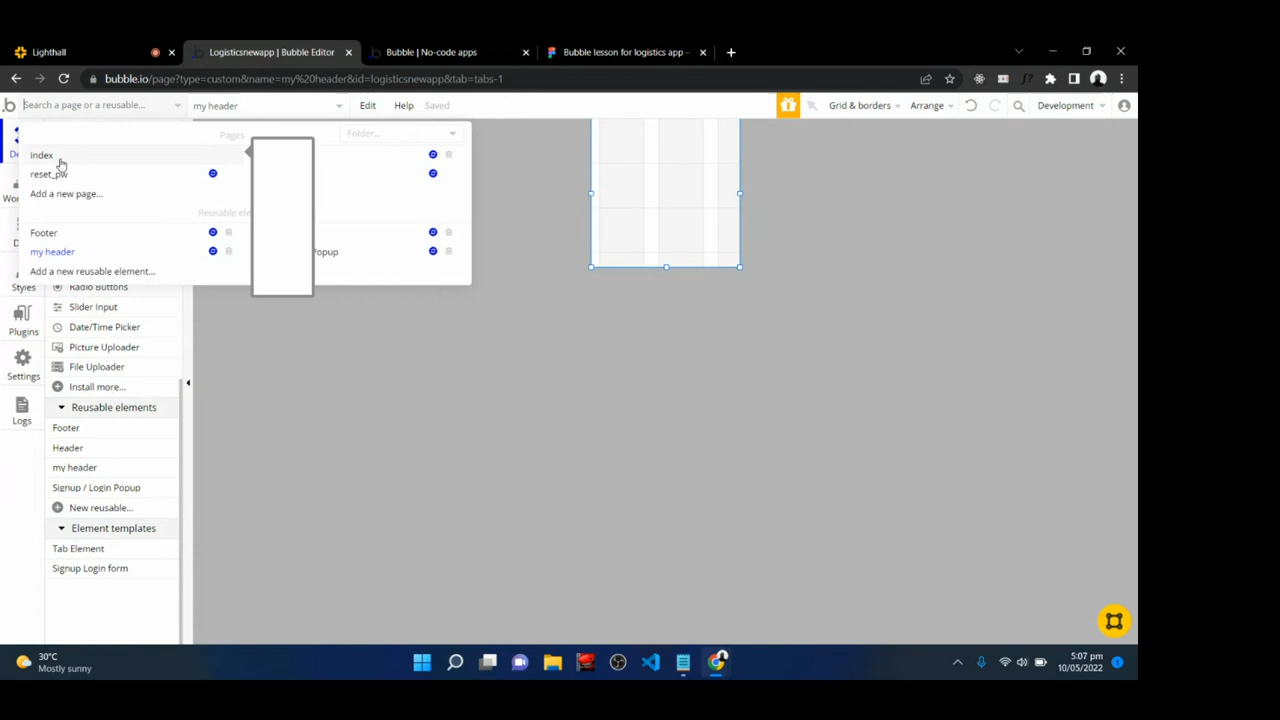 Lighthall
Logisticsnewapp | Bubble Editor
Bubble | No-code apps
Bubble lesson for logistics app –
bubble.io/page?type=custom&name=my%20header&id=logisticsnewapp&tab=tabs-1
Search a page or a reusable...
my header
Edit
Help
Saved
Grid & borders
Arrange
Development
Pages
Folder...
index
reset_pw
Add a new page...
Reusable ele
Footer
my header
Popup
Add a new reusable element...
Styles
Plugins
Settings
Logs
Radio Buttons
Slider Input
Date/Time Picker
Picture Uploader
File Uploader
Install more...
Reusable elements
Footer
Header
my header
Signup / Login Popup
New reusable...
Element templates
Tab Element
Signup Login form
30°C
Mostly sunny
5:07 pm
10/05/2022
1